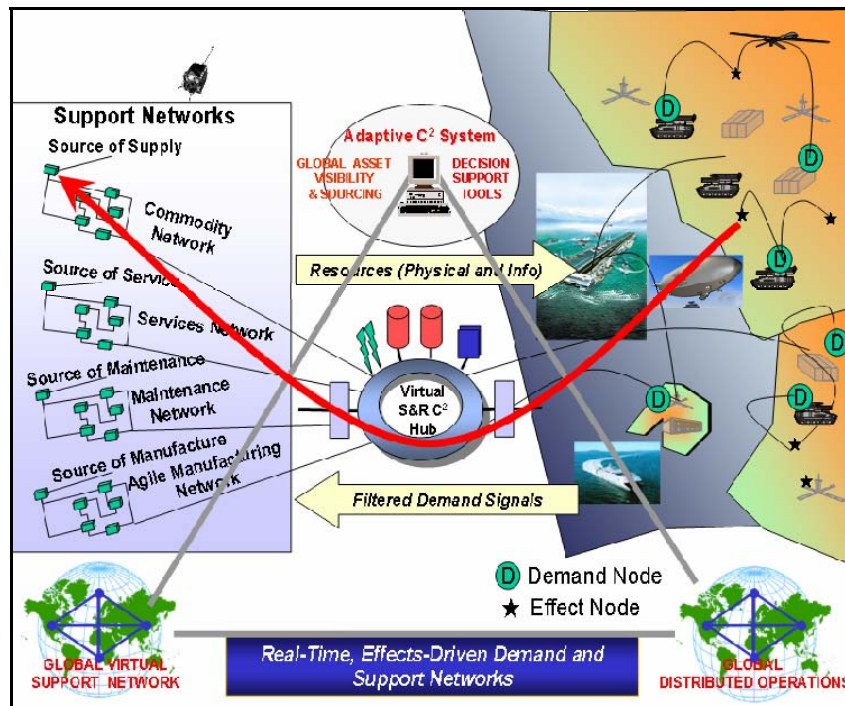 Support Networks
Source of Supply
Commodity
Network
Source of Service
Services Network
Source of Maintenance
Maintenance
Network
Source of Manufacture
Agile Manufacturing
Network
Adaptive C² System
GLOBAL ASSET
VISIBILITY
& SOURCING
DECISION
SUPPORT
TOOLS
Resources (Physical and Info)
Virtual
S&R C²
Hub
Filtered Demand Signals
D
D
D
D
D
D
D Demand Node
Effect Node
GLOBAL VIRTUAL
SUPPORT NETWORK
Real-Time, Effects-Driven Demand and
Support Networks
GLOBAL
DISTRIBUTED OPERATIONS